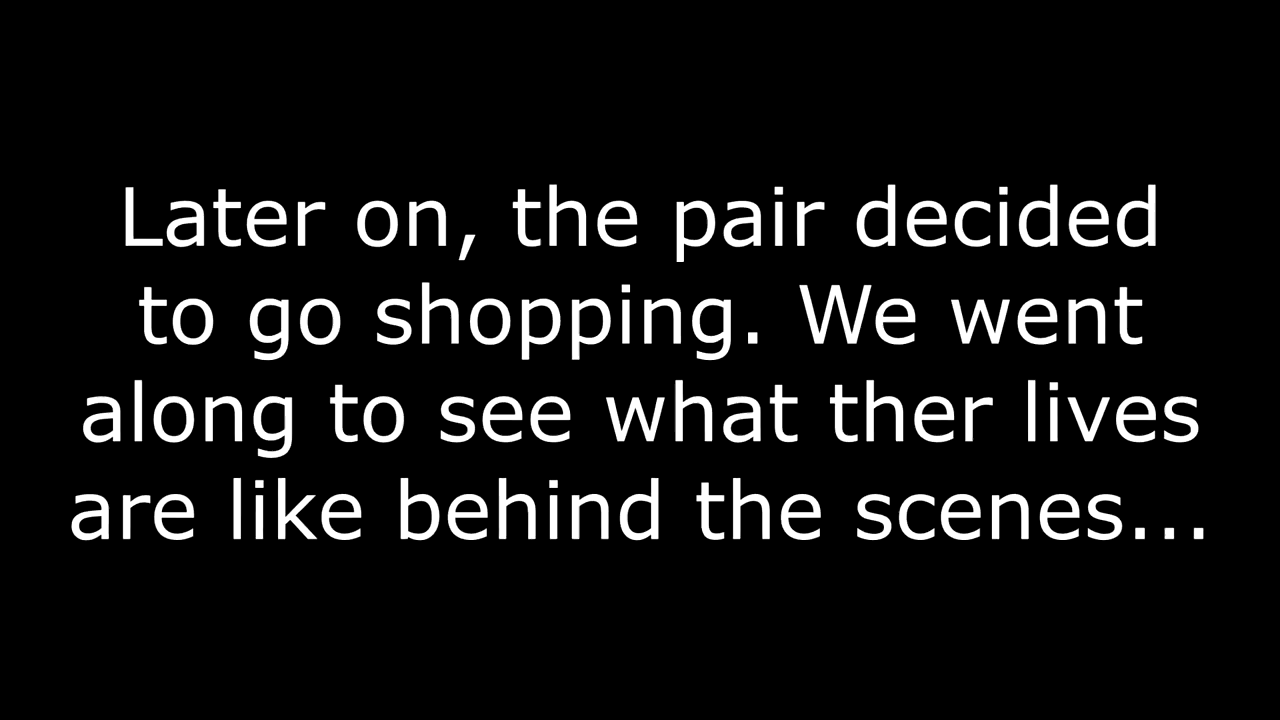 Later on, the pair decided
to go shopping. We went
along to see what ther lives
are like behind the scenes...